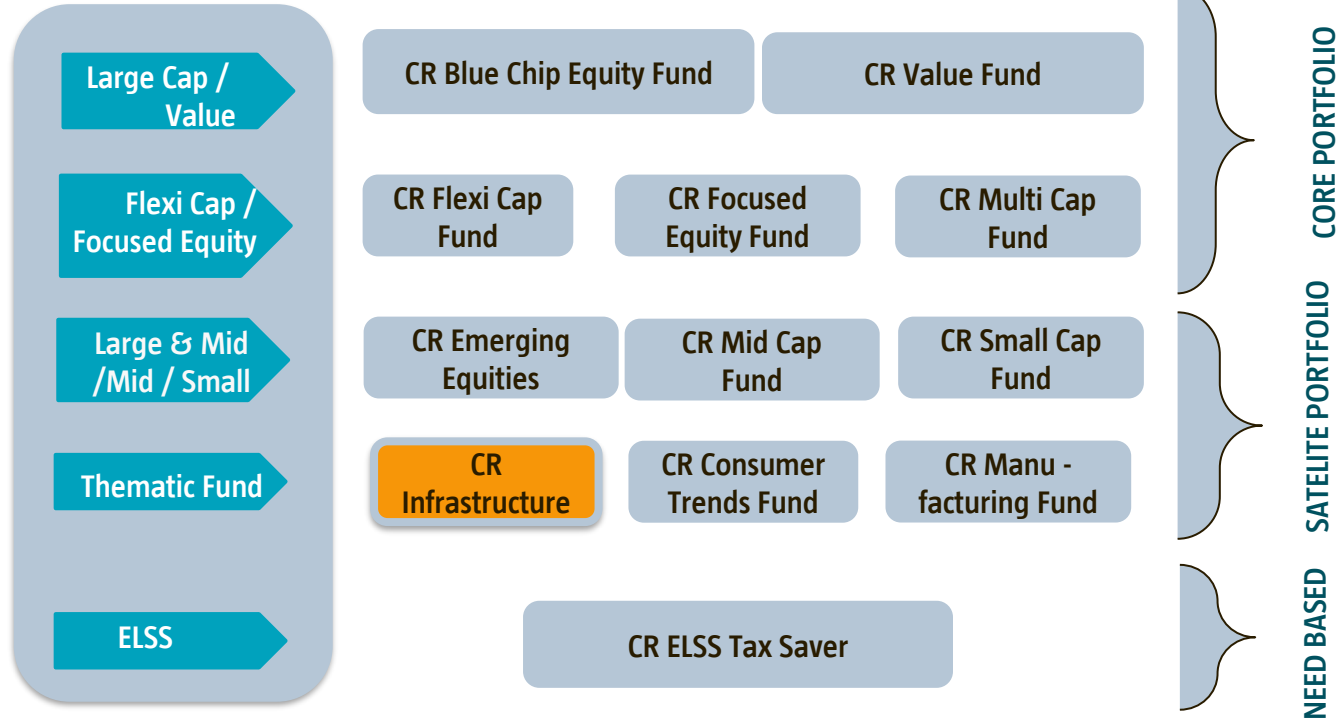 Large Cap /
Value
CR Blue Chip Equity Fund
CR Value Fund
CORE PORTFOLIO
Flexi Cap /
Focused Equity
CR Flexi Cap
Fund
CR Focused
Equity Fund
CR Multi Cap
Fund
Large & Mid
/Mid / Small
CR Emerging
Equities
CR Mid Cap
Fund
CR Small Cap
Fund
SATELITE PORTFOLIO
Thematic Fund
CR
Infrastructure
CR Consumer
Trends Fund
CR Manu -
facturing Fund
ELSS
CR ELSS Tax Saver
NEED BASED